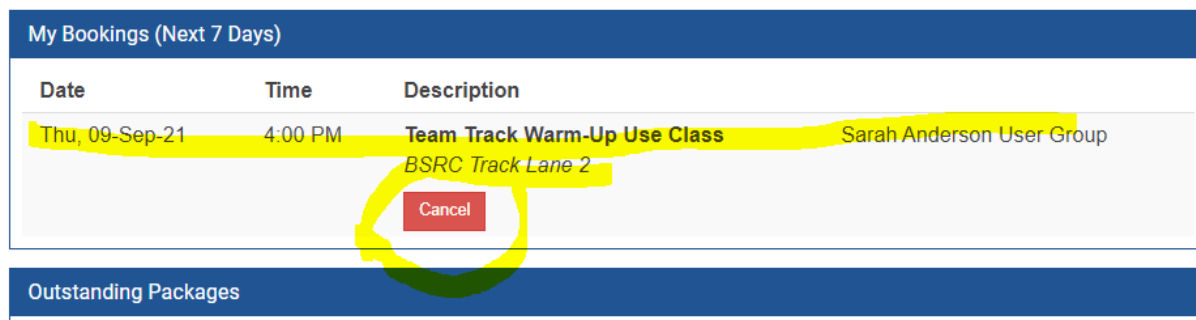 My Bookings (Next 7 Days)
Date Time Description
Thu, 09-Sep-21 4:00 PM Team Track Warm-Up Use Class Sarah Anderson User Group
BSRC Track Lane 2
Cancel
Outstanding Packages